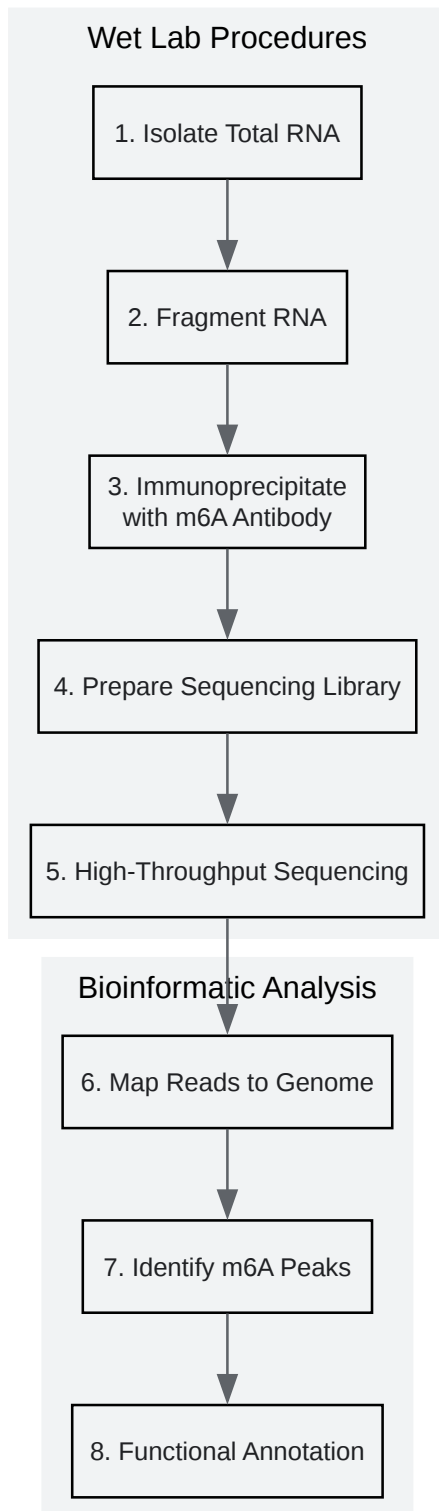 Wet Lab Procedures
1. Isolate Total RNA
2. Fragment RNA
3. Immunoprecipitate
with m6A Antibody
4. Prepare Sequencing Library
5. High-Throughput Sequencing
Bioinformatic Analysis
6. Map Reads to Genome
7. Identify m6A Peaks
8. Functional Annotation